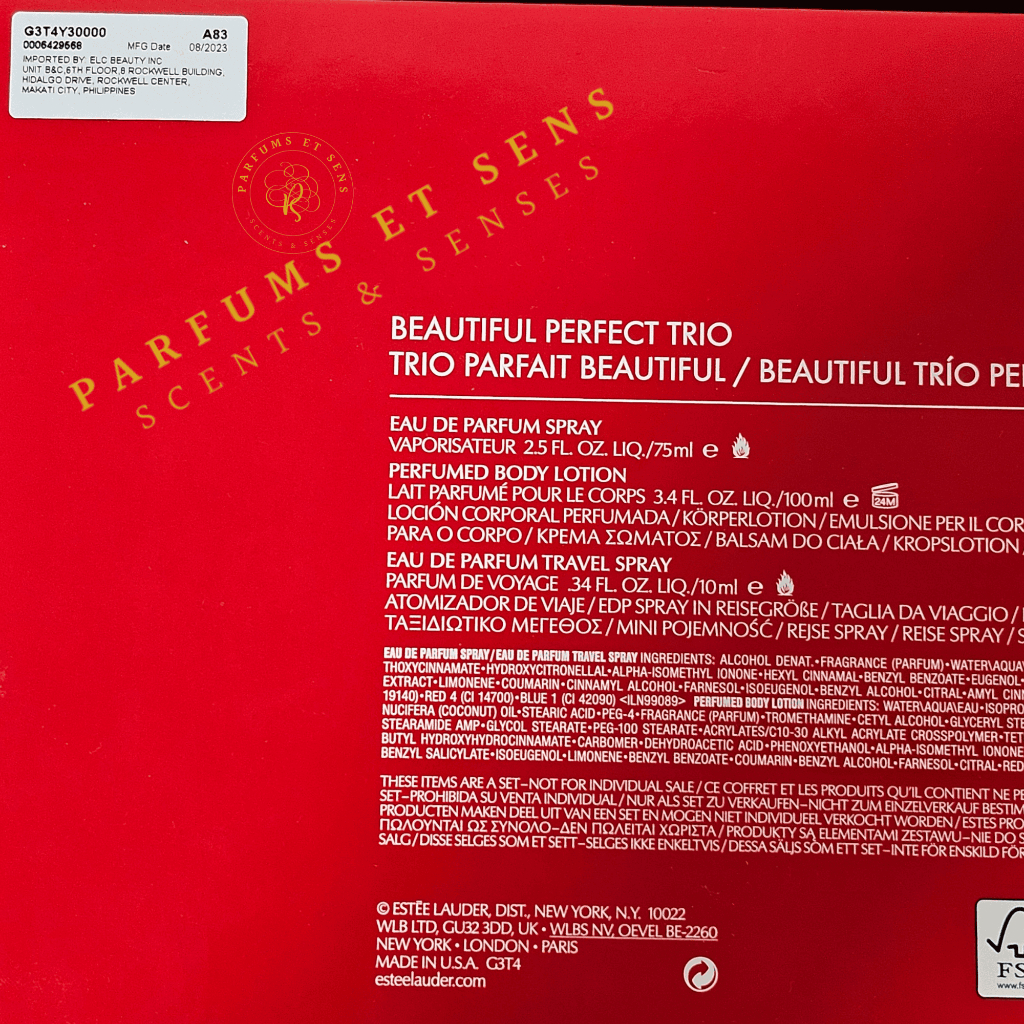 G3T4Y30000 A83
0005429568 MFG Date 08/2023
IMPORTED BY: ELC BEAUTY INC
UNIT B&C,6TH FLOOR,8 ROCKWELL BUILDING,
HIDALGO DRIVE, ROCKWELL CENTER,
MAKATI CITY, PHILIPPINES
PARFUMS ET SENS
SCENTS & SENSES
PARFUMS ET SENS
SCENTS & SENSES
BEAUTIFUL PERFECT TRIO
TRIO PARFAIT BEAUTIFUL / BEAUTIFUL TRÍO
EAU DE PARFUM SPRAY
VAPORISATEUR 2.5 FL. OZ. LIQ./75ml e
PERFUMED BODY LOTION
LAIT PARFUMÉ POUR LE CORPS 3.4 FL. OZ. LIQ./100ml e 24M
LOCIÓN CORPORAL PERFUMADA / KÖRPERLOTION / EMULSIONE PER IL
PARA O CORPO / ΚΡΕΜΑ ΣΩΜΑΤΟΣ / BALSAM DO CIAŁA / KROPSLOTION
EAU DE PARFUM TRAVEL SPRAY
PARFUM DE VOYAGE .34 FL. OZ. LIQ./10ml e
ATOMIZADOR DE VIAJE / EDP SPRAY IN REISEGRÖßE / TAGLIA DA VIAGGIO /
ΤΑΞΙΔΙΩΤΙΚΟ ΜΕΓΕΘΟΣ / MINI POJEMNOŚĆ / REJSE SPRAY / REISE SPRAY /
EAU DE PARFUM SPRAY/EAU DE PARFUM TRAVEL SPRAY INGREDIENTS: ALCOHOL DENAT.•FRAGRANCE (PARFUM)•WATER\AQUA\
THOXYCINNAMATE•HYDROXYCITRONELLAL•ALPHA-ISOMETHYL IONONE•HEXYL CINNAMAL•BENZYL BENZOATE•EUGENOL•
EXTRACT•LIMONENE•COUMARIN•CINNAMYL ALCOHOL•FARNESOL•ISOEUGENOL•BENZYL ALCOHOL•CITRAL•AMYL
19140)•RED 4 (CI 14700)•BLUE 1 (CI 42090) <ILN99089> PERFUMED BODY LOTION INGREDIENTS: WATER\AQUA\EAU•
NUCIFERA (COCONUT) OIL•STEARIC ACID•PEG-4•FRAGRANCE (PARFUM)•TROMETHAMINE•CETYL ALCOHOL•GLYCERYL
STEARAMIDE AMP•GLYCOL STEARATE•PEG-100 STEARATE•ACRYLATES/C10-30 ALKYL ACRYLATE CROSSPOLYMER•
BUTYL HYDROXYHYDROCINNAMATE•CARBOMER•DEHYDROACETIC ACID•PHENOXYETHANOL•ALPHA-ISOMETHYL IONONE
BENZYL SALICYLATE•ISOEUGENOL•LIMONENE•BENZYL BENZOATE•COUMARIN•BENZYL ALCOHOL•FARNESOL•CITRAL•RED
THESE ITEMS ARE A SET–NOT FOR INDIVIDUAL SALE / CE COFFRET ET LES PRODUITS QU'IL CONTIENT NE
SET–PROHIBIDA SU VENTA INDIVIDUAL / NUR ALS SET ZU VERKAUFEN–NICHT ZUM EINZELVERKAUF
PRODUCTEN MAKEN DEEL UIT VAN EEN SET EN MOGEN NIET INDIVIDUEEL VERKOCHT WORDEN / ESTES
ΠΩΛΟΥΝΤΑΙ ΩΣ ΣΥΝΟΛΟ–ΔΕΝ ΠΩΛΕΙΤΑΙ ΧΩΡΙΣΤΑ / PRODUKTY SĄ ELEMENTAMI ZESTAWU–NIE DO
SALG / DISSE SELGES SOM ET SETT–SELGES IKKE ENKELTVIS / DESSA SÄLJS SOM ETT SET–INTE FÖR ENSKILD
© ESTĒE LAUDER, DIST., NEW YORK, N.Y. 10022
WLB LTD, GU32 3DD, UK • WLBS NV, OEVEL BE-2260
NEW YORK • LONDON • PARIS
MADE IN U.S.A. G3T4
esteelauder.com
FS